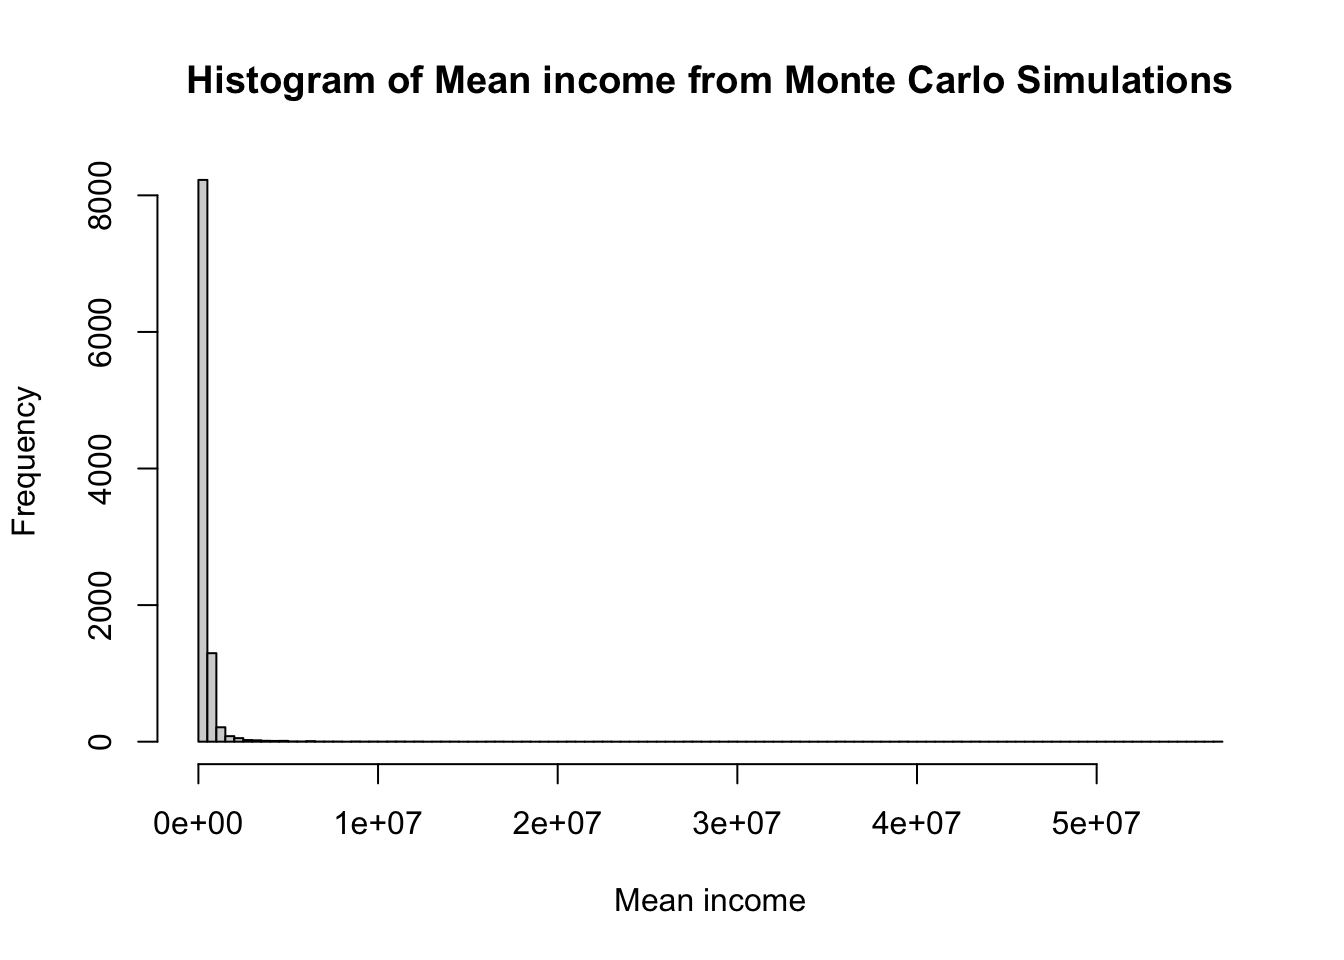 Histogram of Mean income from Monte Carlo Simulations
8000
6000
4000
2000
0
Frequency
0e+00 1e+07 2e+07 3e+07 4e+07 5e+07
Mean income